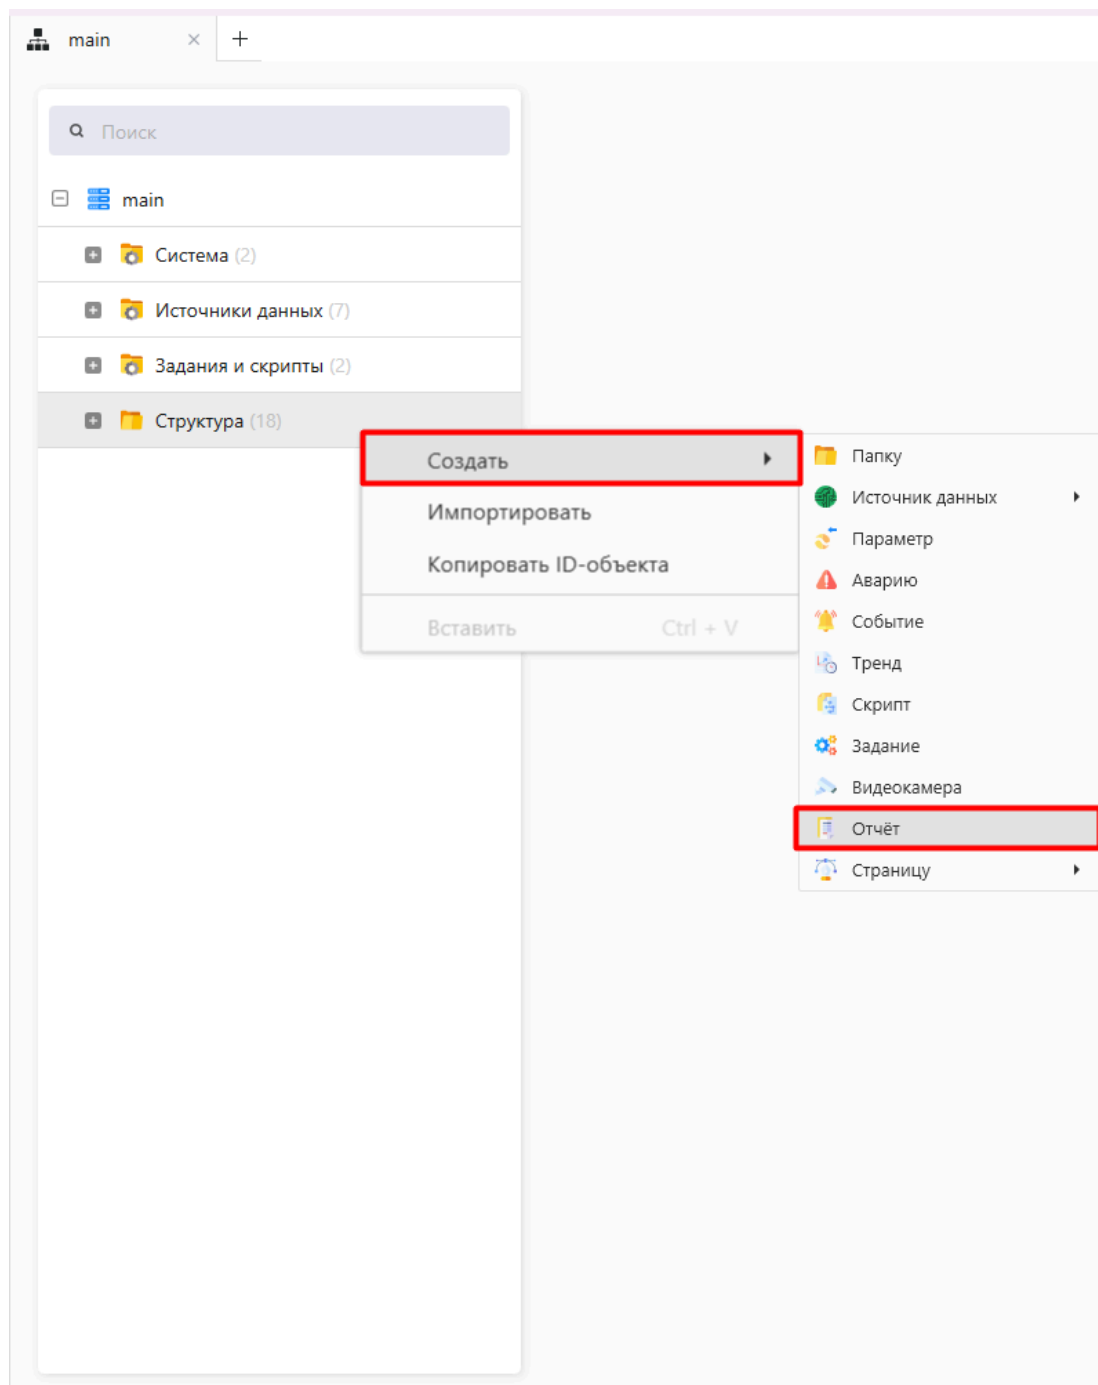 main
Поиск
main
Система (2)
Источники данных (7)
Задания и скрипты (2)
Структура (18)
Создать
Импортировать
Копировать ID-объекта
Вставить Ctrl + V
Папку
Источник данных
Параметр
Аварию
Событие
Тренд
Скрипт
Задание
Видеокамера
Отчёт
Страницу